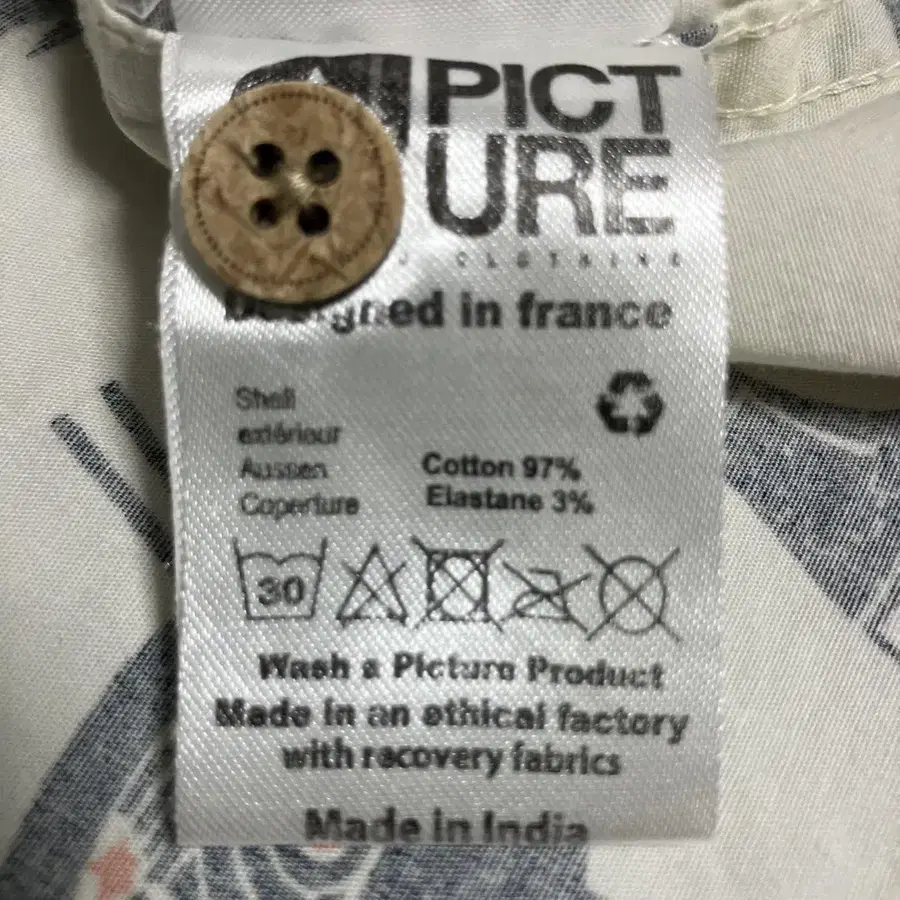 PICT
URE
CLOTHING
Designed in france
Shell
extérieur
Aussen
Coperture
Cotton 97%
Elastane 3%
30
Wash a Picture Product
Made in an ethical factory
with recovery fabrics
Made in India